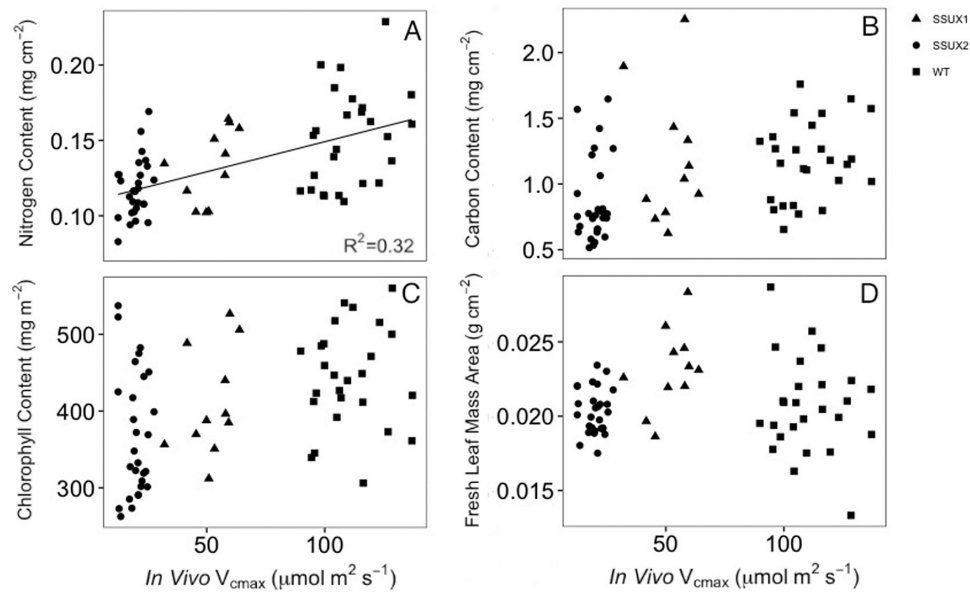 A
Nitrogen Content (mg cm⁻²)
0.20
0.15
0.10
R²=0.32
B
Carbon Content (mg cm⁻²)
2.0
1.5
1.0
0.5
SSUX1
SSUX2
WT
C
Chlorophyll Content (mg m⁻²)
500
400
300
50
100
In Vivo Vcmax (μmol m² s⁻¹)
D
Fresh Leaf Mass Area (g cm⁻²)
0.025
0.020
0.015
50
100
In Vivo Vcmax (μmol m² s⁻¹)